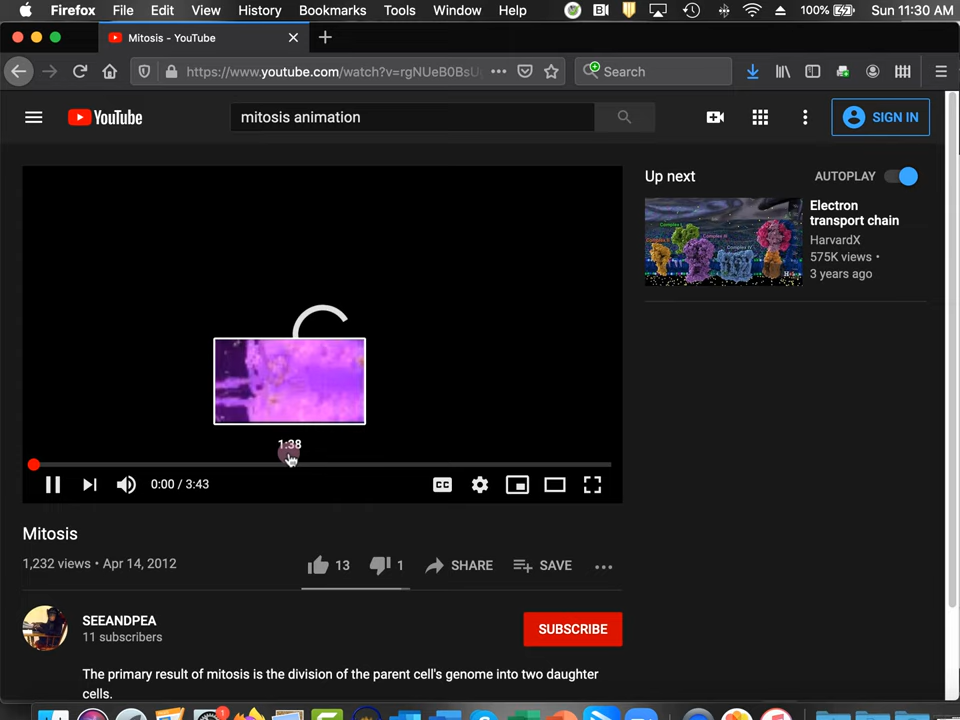 Firefox File Edit View History Bookmarks Tools Window Help 100% Sun 11:30 AM
Mitosis - YouTube
https://www.youtube.com/watch?v=rgNUeB0BsU Search
YouTube mitosis animation SIGN IN
Up next AUTOPLAY
Electron
transport chain
HarvardX
575K views •
3 years ago
1:38
0:00 / 3:43 CC
Mitosis
1,232 views • Apr 14, 2012 13 1 SHARE SAVE
SEEANDPEA
11 subscribers
SUBSCRIBE
The primary result of mitosis is the division of the parent cell's genome into two daughter
cells.